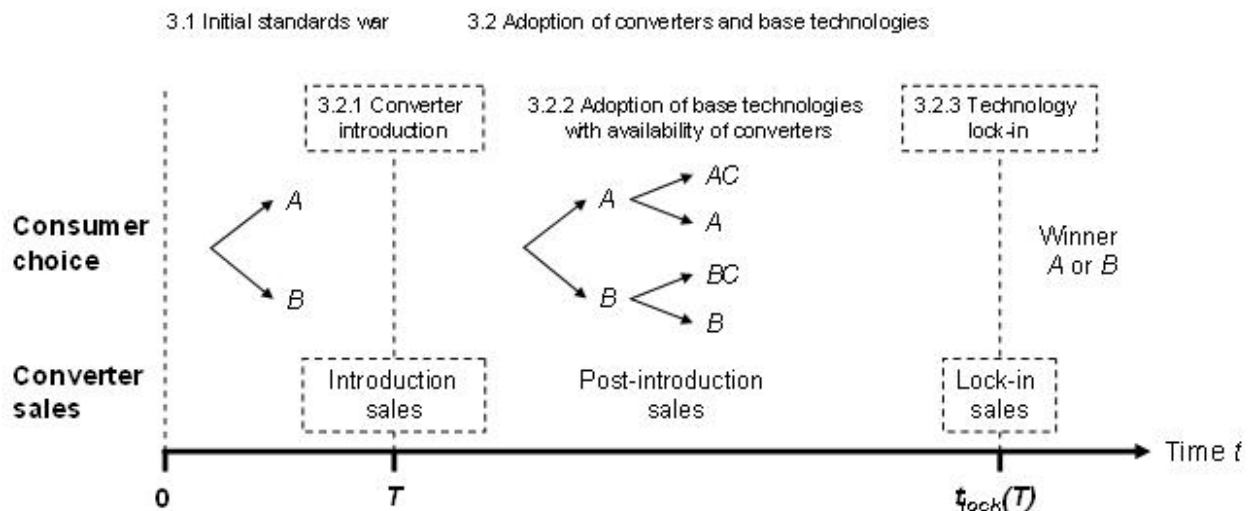 3.1 Initial standards war
3.2 Adoption of converters and base technologies
3.2.1 Converter
introduction
3.2.2 Adoption of base technologies
with availability of converters
3.2.3 Technology
lock-in
Consumer
choice
A
B
A
AC
A
B
BC
B
Winner
A or B
Converter
sales
Introduction
sales
Post-introduction
sales
Lock-in
sales
Time t
0
T
tlock(T)